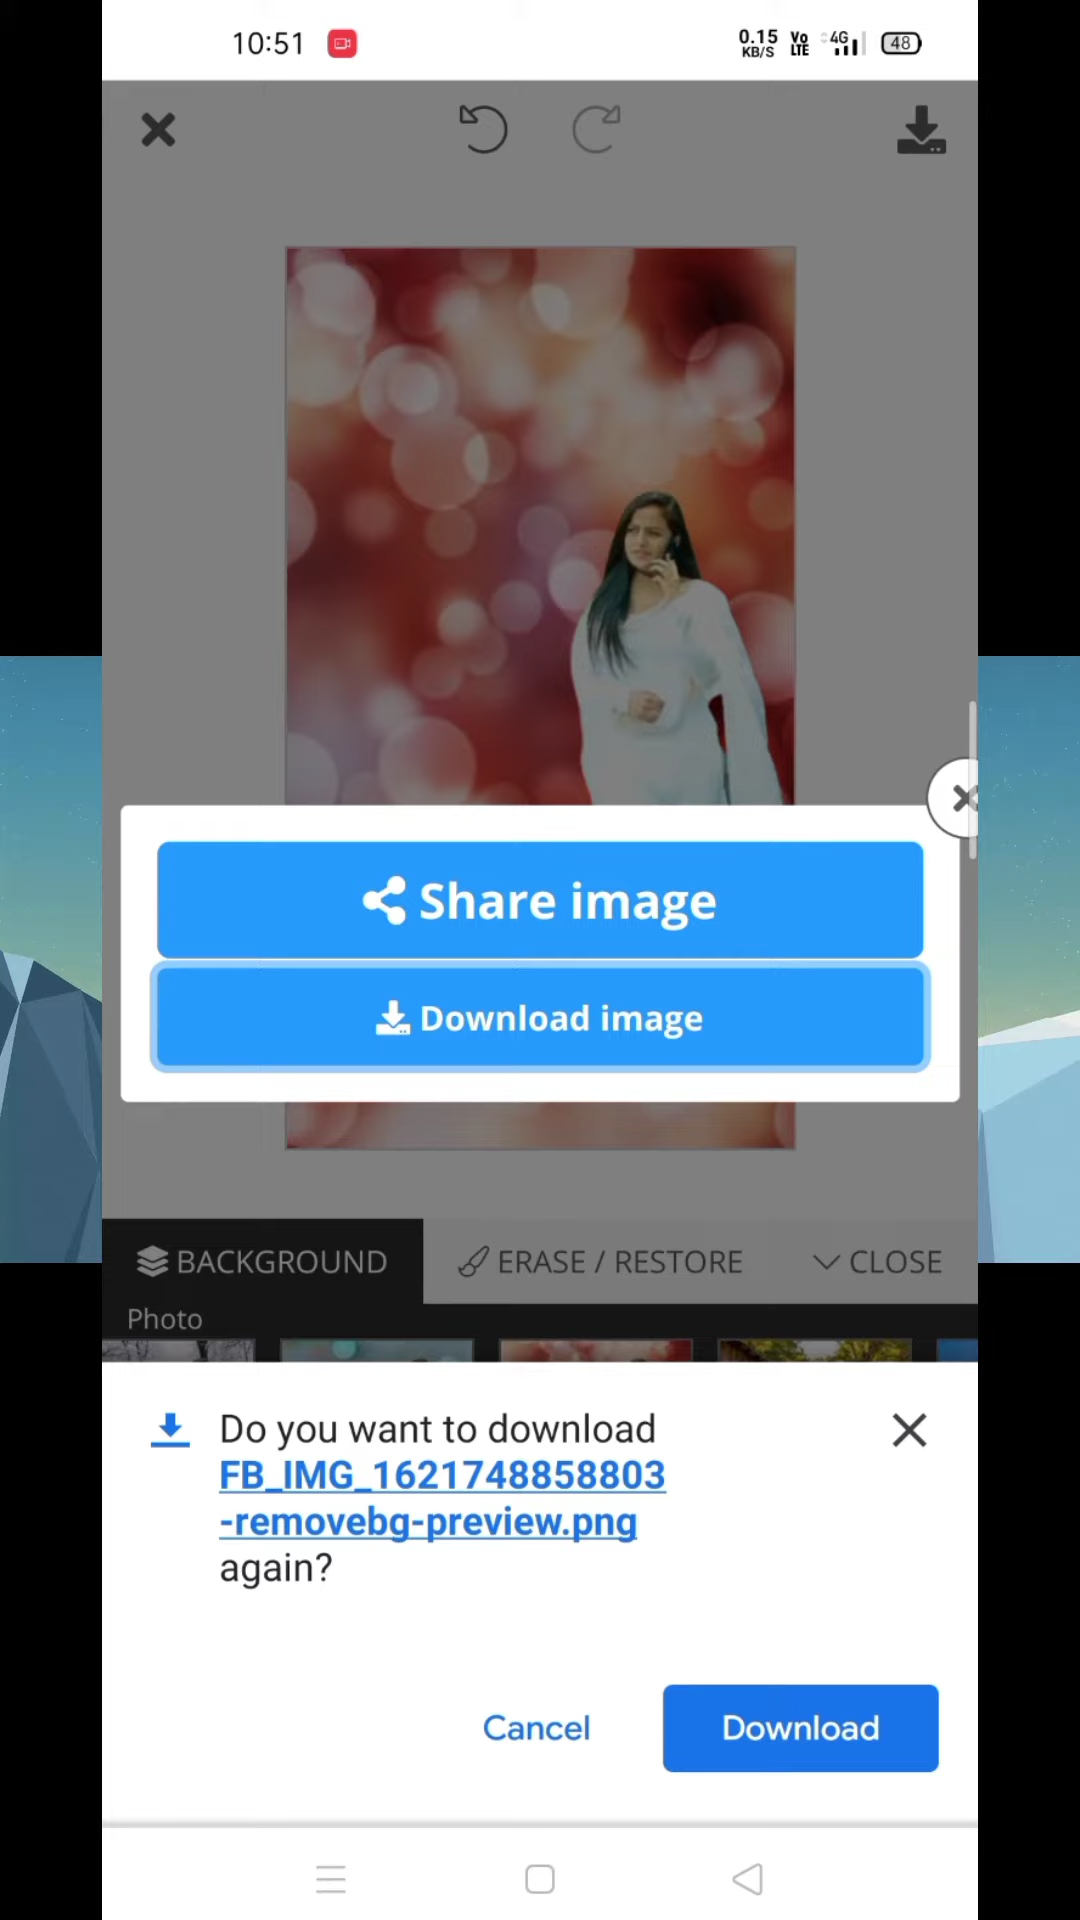 10:51
0.15
KB/S
Vo
LTE
4G
48
Share image
Download image
BACKGROUND
ERASE / RESTORE
CLOSE
Photo
Do you want to download
FB_IMG_1621748858803
-removebg-preview.png
again?
Cancel
Download